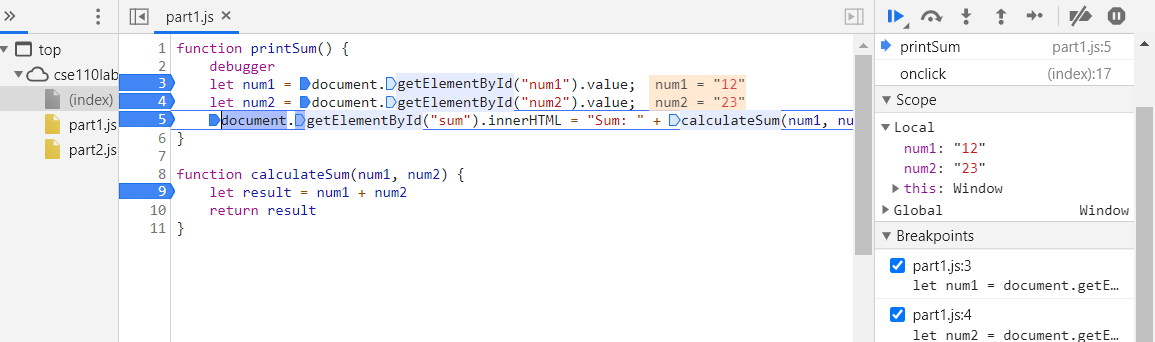 part1.js
top
cse110lab
(index)
part1.js
part2.js
1 function printSum() {
2 debugger
3 let num1 = document.getElementById("num1").value; num1 = "12"
4 let num2 = document.getElementById("num2").value; num2 = "23"
5 document.getElementById("sum").innerHTML = "Sum: " + calculateSum(num1, nu
6 }
7
8 function calculateSum(num1, num2) {
9 let result = num1 + num2
10 return result
11 }
printSum part1.js:5
onclick (index):17
Scope
Local
num1: "12"
num2: "23"
this: Window
Global Window
Breakpoints
part1.js:3
let num1 = document.getE…
part1.js:4
let num2 = document.getE…